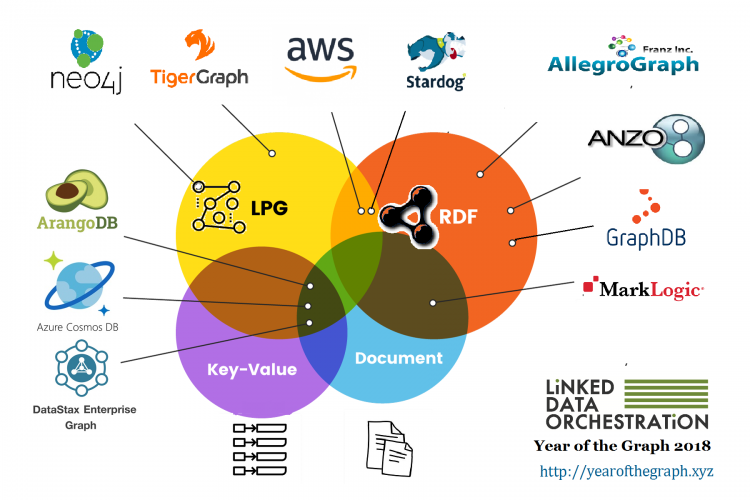 neo4j
TigerGraph
aws
Stardog
Franz Inc.
AllegroGraph
ANZO
LPG
RDF
ArangoDB
GraphDB
MarkLogic
Azure Cosmos DB
Key-Value
Document
DataStax Enterprise
Graph
LiNKED
DATA
ORCHESTRATiON
Year of the Graph 2018
http://yearofthegraph.xyz